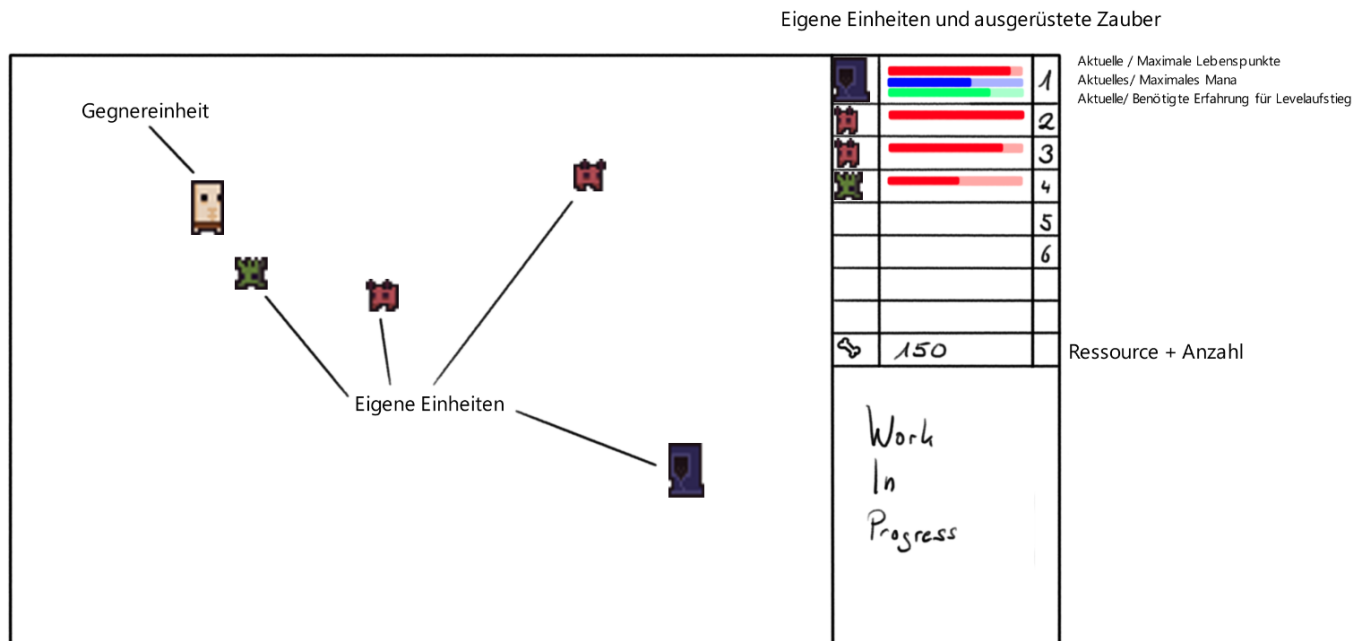 Eigene Einheiten und ausgerüstete Zauber
Aktuelle / Maximale Lebenspunkte
Aktuelles/ Maximales Mana
Aktuelle/ Benötigte Erfahrung für Levelaufstieg
Gegnereinheit
1
2
3
4
5
6
150
Ressource + Anzahl
Eigene Einheiten
Work
In
Progress